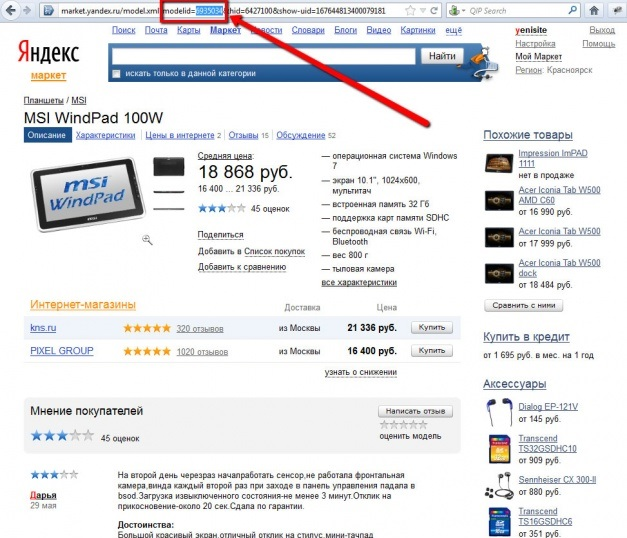 market.yandex.ru/model.xml?modelid=6935034&hid=6427100&show-uid=167644813400079181
QIP Search
Яндекс
маркет
Поиск Карты Маркет Новости Словари Блоги Видео Картинки ещё
Найти
искать только в данной категории
yenisite
Настройка
Мой Маркет
Регион: Красноярск
Выход
Помощь
Планшеты / MSI
MSI WindPad 100W
Описание Характеристики Цены в интернете 2 Отзывы 15 Обсуждение 52
msi
WindPad
Средняя цена:
18 868 руб.
16 400 ... 21 336 руб.
45 оценок
Поделиться
Добавить в Список покупок
Добавить к сравнению
— операционная система Windows
7
— экран 10.1", 1024x600,
мультитач
— встроенная память 32 Гб
— поддержка карт памяти SDHC
— беспроводная связь Wi-Fi,
Bluetooth
— вес 800 г
— тыловая камера
все характеристики
Интернет-магазины Доставка Цена
kns.ru 320 отзывов из Москвы 21 336 руб. Купить
PIXEL GROUP 1020 отзывов из Москвы 16 400 руб. Купить
узнать о снижении
Мнение покупателей
45 оценок
Написать отзыв
оценить модель
Дарья
29 мая
На второй день черезраз началработать сенсор,не работала фронтальная
камера,винда каждый второй раз при заходе в панель управления падала в
bsod.Загрузка извыключенного состояния-не менее 3 минут.Отклик на
прикосновение-около 20 сек.Сдала по гарантии.
Достоинства:
Большой красивый экран,отличный отклик на стилус,мини-тачпад
Похожие товары
Impression ImPAD
1111
нет в продаже
Acer Iconia Tab W500
AMD C60
от 16 990 руб.
Acer Iconia Tab W500
от 17 999 руб.
Acer Iconia Tab W500
dock
от 18 484 руб.
Сравнить с ними
Купить в кредит
от 1 695 руб. в мес. на 1 год
Аксессуары
Dialog EP-121V
от 145 руб.
Transcend
TS32GSDHC10
от 909 руб.
Sennheiser CX 300-II
от 880 руб.
Transcend
TS16GSDHC6
от 351 руб.